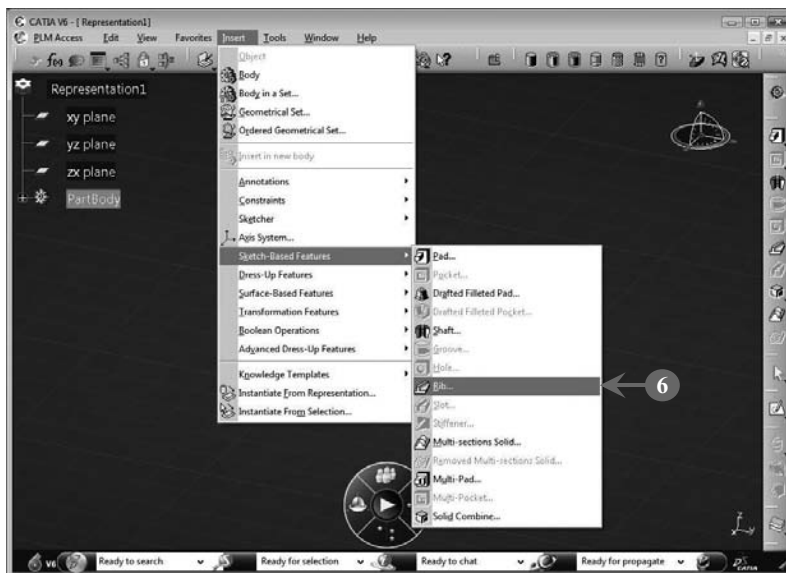 CATIA V6 - [ Representation1]
PLM Access Edit View Favorites Insert Tools Window Help
Representation1
xy plane
yz plane
zx plane
PartBody
Object
Body
Body in a Set...
Geometrical Set...
Ordered Geometrical Set...
Insert in new body
Annotations
Constraints
Sketcher
Axis System...
Sketch-Based Features
Dress-Up Features
Surface-Based Features
Transformation Features
Boolean Operations
Advanced Dress-Up Features
Knowledge Templates
Instantiate From Representation...
Instantiate From Selection...
Pad...
Pocket...
Drafted Filleted Pad...
Drafted Filleted Pocket...
Shaft...
Groove...
Hole...
Rib...
6
Slot...
Stiffener...
Multi-sections Solid...
Removed Multi-sections Solid...
Multi-Pad...
Multi-Pocket...
Solid Combine...
V6 Ready to search Ready for selection Ready to chat Ready for propagate CATIA